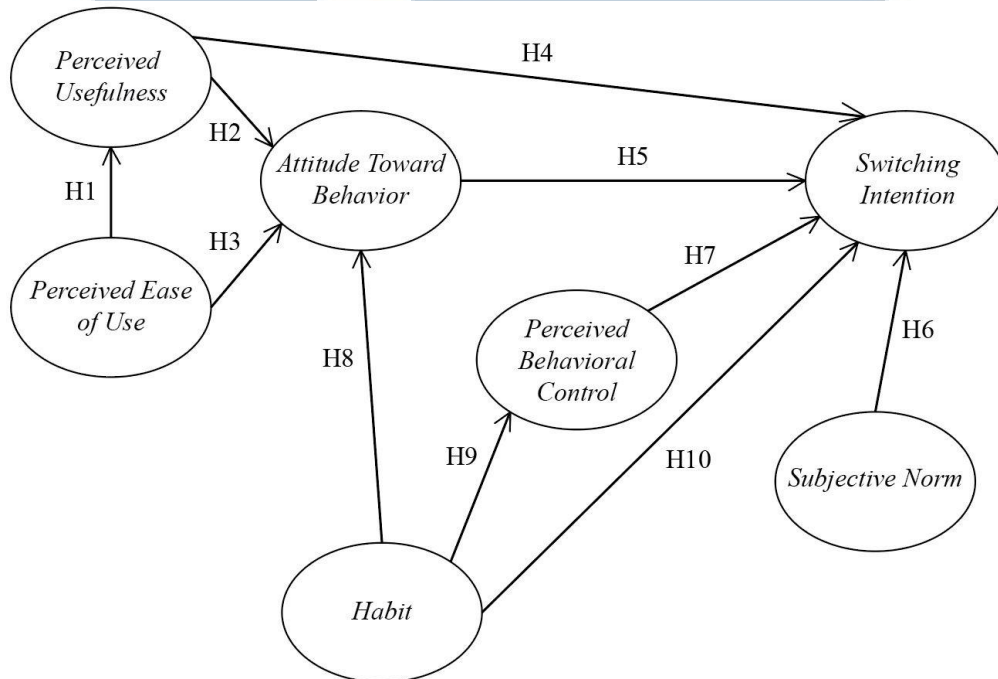 Perceived
Usefulness
H4
H2
Attitude Toward
Behavior
H5
Switching
Intention
H1
H3
Perceived Ease
of Use
H7
Perceived
Behavioral
Control
H6
H8
H9
H10
Subjective Norm
Habit